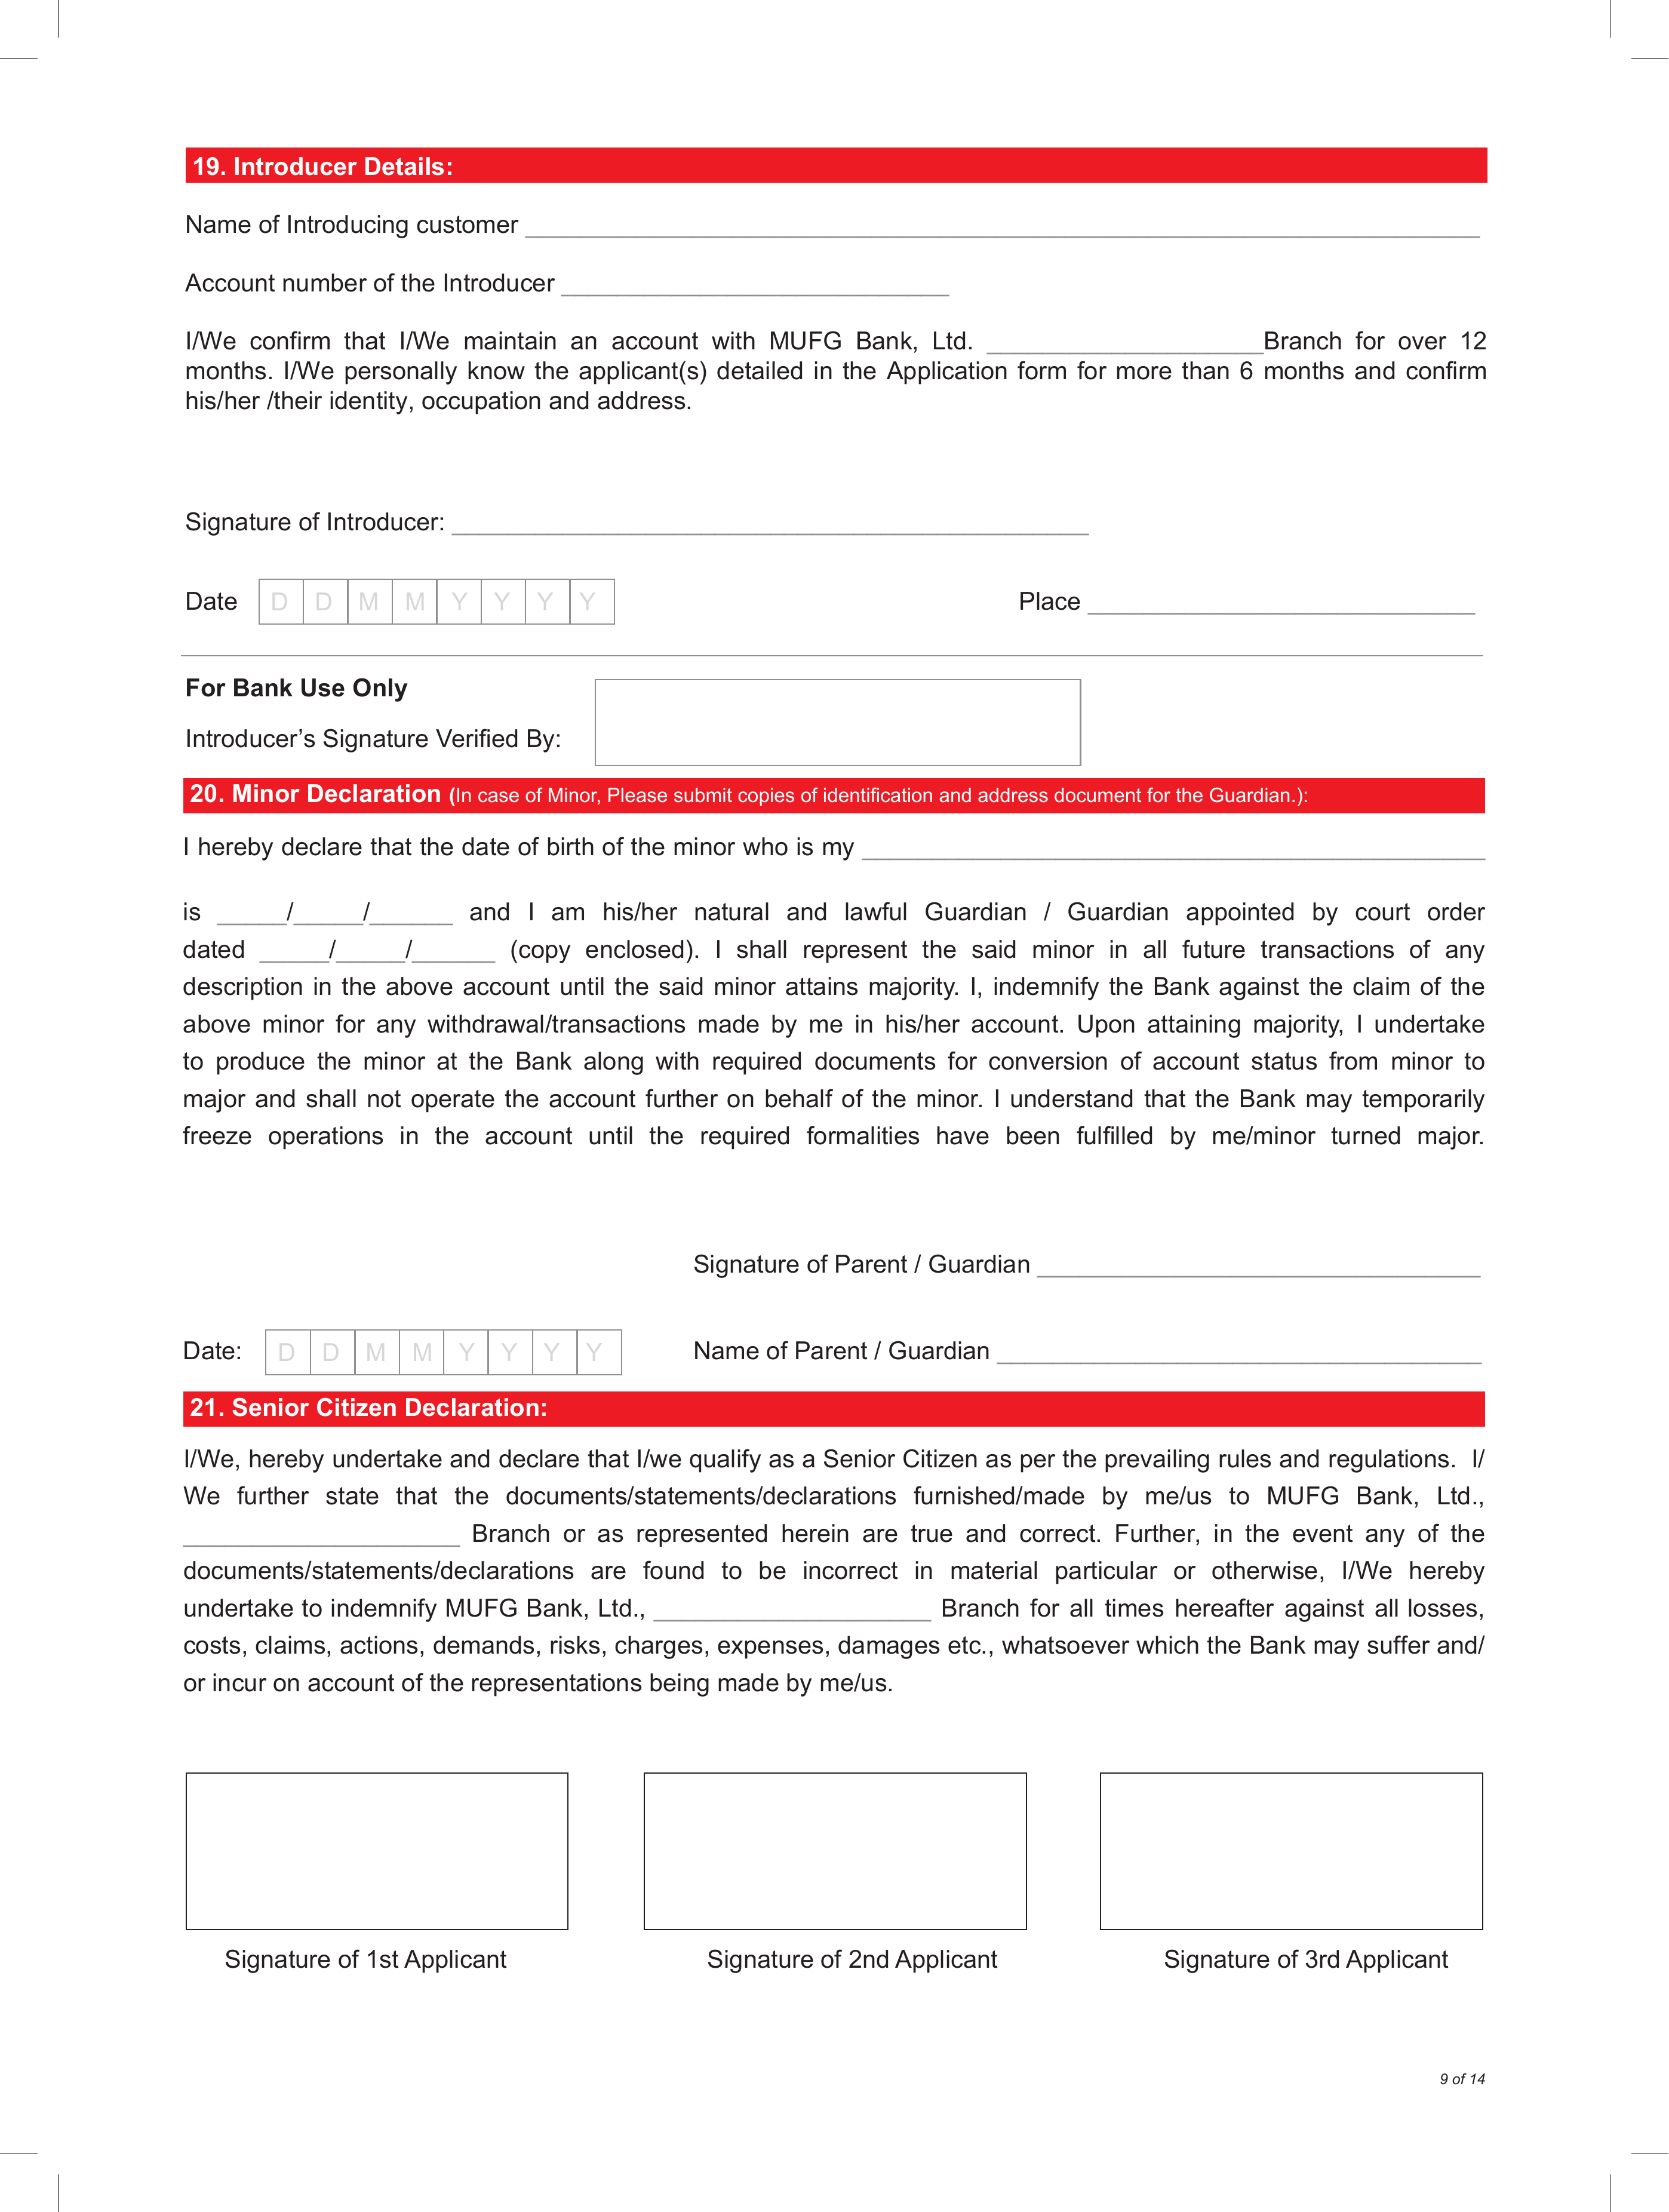 19. Introducer Details:
Name of Introducing customer ____________________
Account number of the Introducer ____________________
I/We confirm that I/We maintain an account with MUFG Bank, Ltd. ____________________Branch for over 12
months. I/We personally know the applicant(s) detailed in the Application form for more than 6 months and confirm
his/her /their identity, occupation and address.
Signature of Introducer: ____________________
Date D D M M Y Y Y Y Place ____________________
For Bank Use Only
Introducer’s Signature Verified By:
20. Minor Declaration (In case of Minor, Please submit copies of identification and address document for the Guardian.):
I hereby declare that the date of birth of the minor who is my ____________________
is _____/_____/______ and I am his/her natural and lawful Guardian / Guardian appointed by court order
dated _____/_____/______ (copy enclosed). I shall represent the said minor in all future transactions of any
description in the above account until the said minor attains majority. I, indemnify the Bank against the claim of the
above minor for any withdrawal/transactions made by me in his/her account. Upon attaining majority, I undertake
to produce the minor at the Bank along with required documents for conversion of account status from minor to
major and shall not operate the account further on behalf of the minor. I understand that the Bank may temporarily
freeze operations in the account until the required formalities have been fulfilled by me/minor turned major.
Signature of Parent / Guardian ____________________
Date: D D M M Y Y Y Y Name of Parent / Guardian ____________________
21. Senior Citizen Declaration:
I/We, hereby undertake and declare that I/we qualify as a Senior Citizen as per the prevailing rules and regulations. I/
We further state that the documents/statements/declarations furnished/made by me/us to MUFG Bank, Ltd.,
____________________ Branch or as represented herein are true and correct. Further, in the event any of the
documents/statements/declarations are found to be incorrect in material particular or otherwise, I/We hereby
undertake to indemnify MUFG Bank, Ltd., ____________________ Branch for all times hereafter against all losses,
costs, claims, actions, demands, risks, charges, expenses, damages etc., whatsoever which the Bank may suffer and/
or incur on account of the representations being made by me/us.
Signature of 1st Applicant Signature of 2nd Applicant Signature of 3rd Applicant
9 of 14